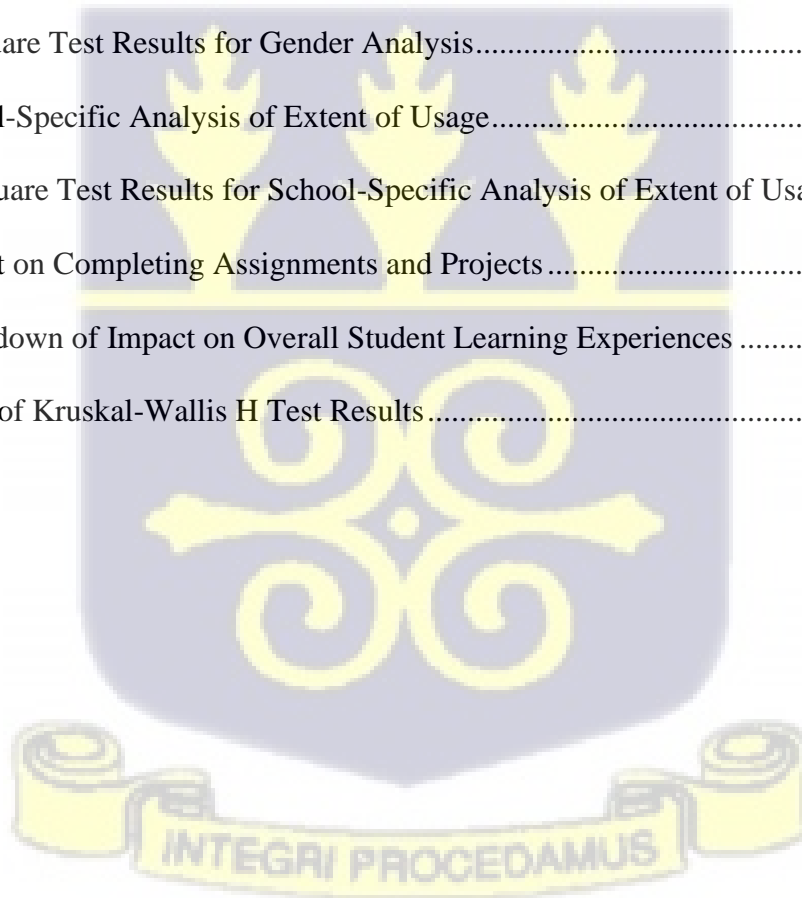 uare Test Results for Gender Analysis........................................
l-Specific Analysis of Extent of Usage......................................
uare Test Results for School-Specific Analysis of Extent of Usa
t on Completing Assignments and Projects................................
down of Impact on Overall Student Learning Experiences ........
of Kruskal-Wallis H Test Results..............................................
INTEGRI PROCEDAMUS